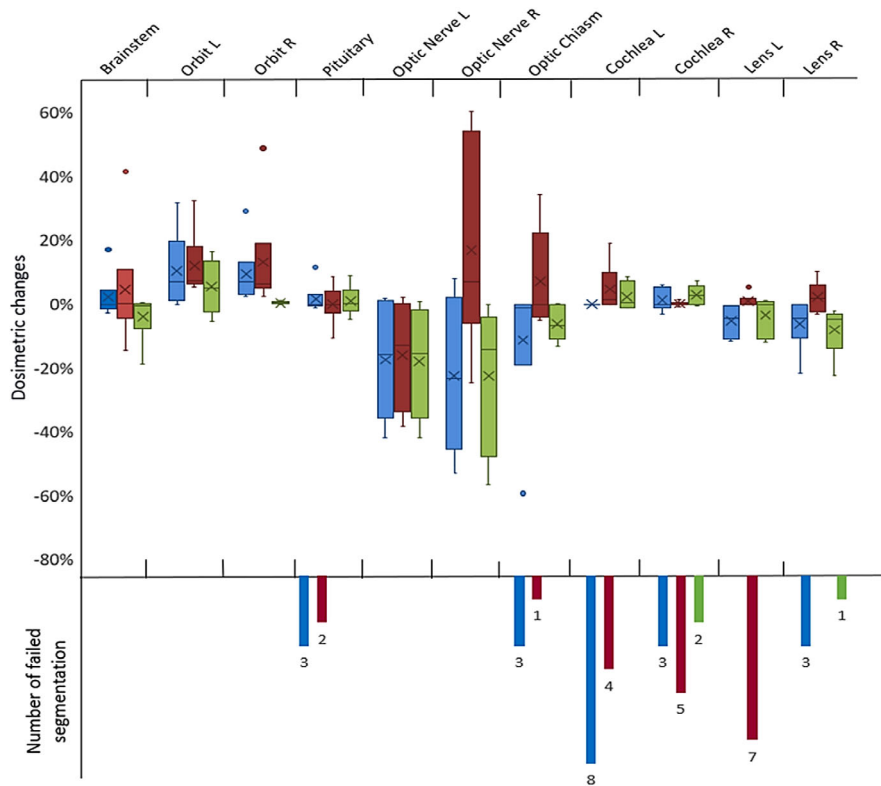 Brainstem
Orbit L
Orbit R
Pituitary
Optic Nerve L
Optic Nerve R
Optic Chiasm
Cochlea L
Cochlea R
Lens L
Lens R
Dosimetric changes
60%
40%
20%
0%
-20%
-40%
-60%
-80%
Number of failed
segmentation
3
2
3
1
8
4
3
5
2
7
3
1